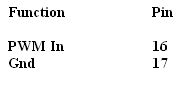 Function Pin
PWM In 16
Gnd 17